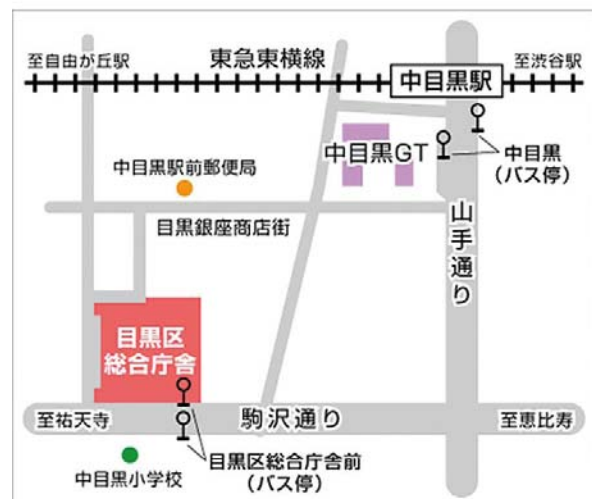 至自由が丘駅
東急東横線
中目黒駅
至渋谷駅
中目黒GT
中目黒
(バス停)
中目黒駅前郵便局
目黒銀座商店街
山手通り
目黒区
総合庁舎
至祐天寺
駒沢通り
至恵比寿
目黒区総合庁舎前
(バス停)
中目黒小学校